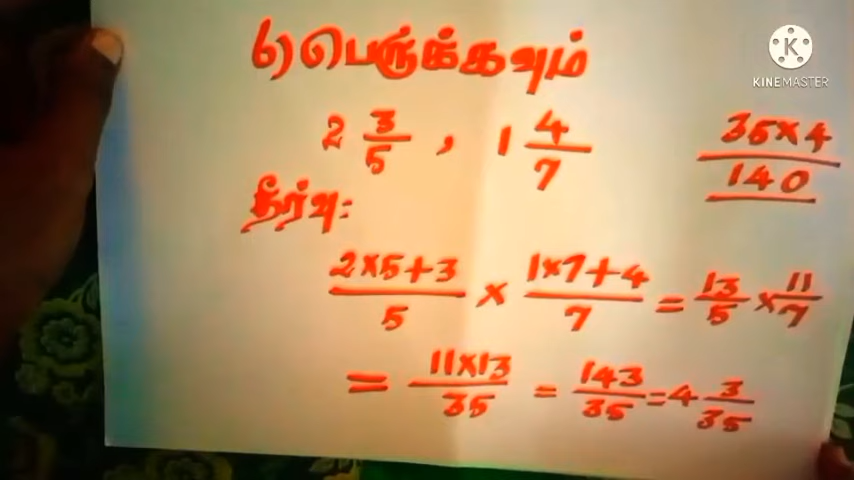 6) பெருக்கவும்
2 3/5 , 1 4/7
35×4
140
தீர்வு:
2×5+3/5 × 1×7+4/7 = 13/5 × 11/7
= 11×13/35 = 143/35 = 4 3/35
K
KINEMASTER